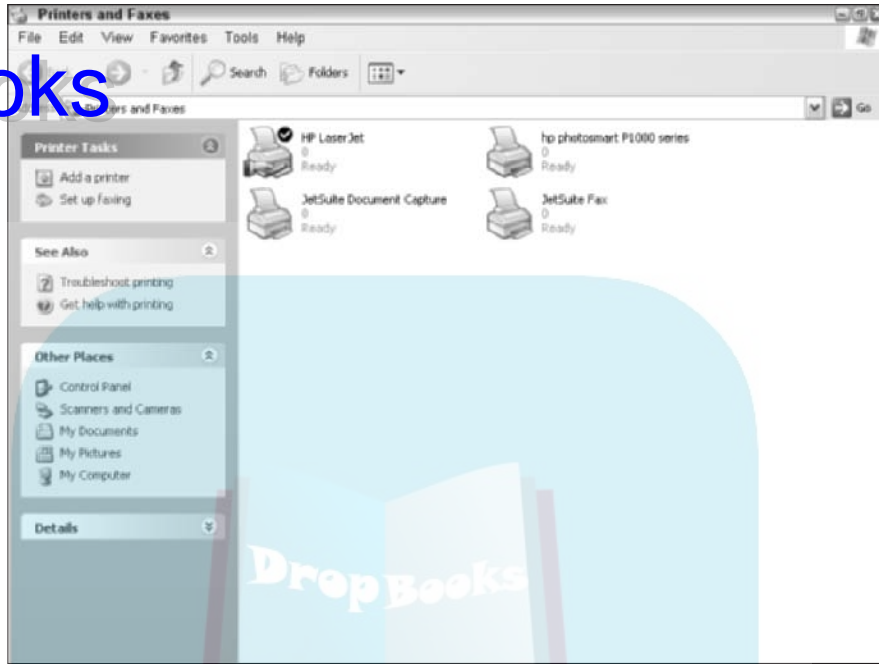 Printers and Faxes
File Edit View Favorites Tools Help
oks
Search Folders
Printers and Faxes
Go
Printer Tasks
Add a printer
Set up faxing
See Also
Troubleshoot printing
Get help with printing
Other Places
Control Panel
Scanners and Cameras
My Documents
My Pictures
My Computer
Details
HP LaserJet
0
Ready
hp photosmart P1000 series
0
Ready
JetSuite Document Capture
0
Ready
JetSuite Fax
0
Ready
DropBooks